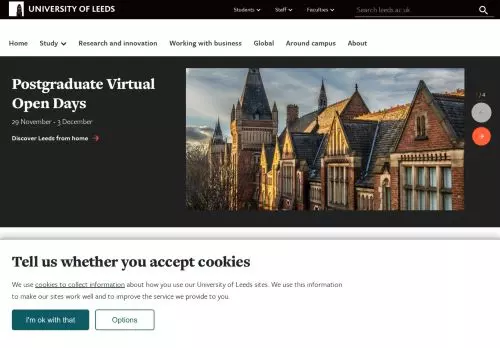 UNIVERSITY OF LEEDS
Students Staff Faculties Search leeds.ac.uk
Home Study Research and innovation Working with business Global Around campus About
Postgraduate Virtual
Open Days
29 November - 3 December
Discover Leeds from home
1 / 4
Tell us whether you accept cookies
We use cookies to collect information about how you use our University of Leeds sites. We use this information
to make our sites work well and to improve the service we provide to you.
I'm ok with that Options